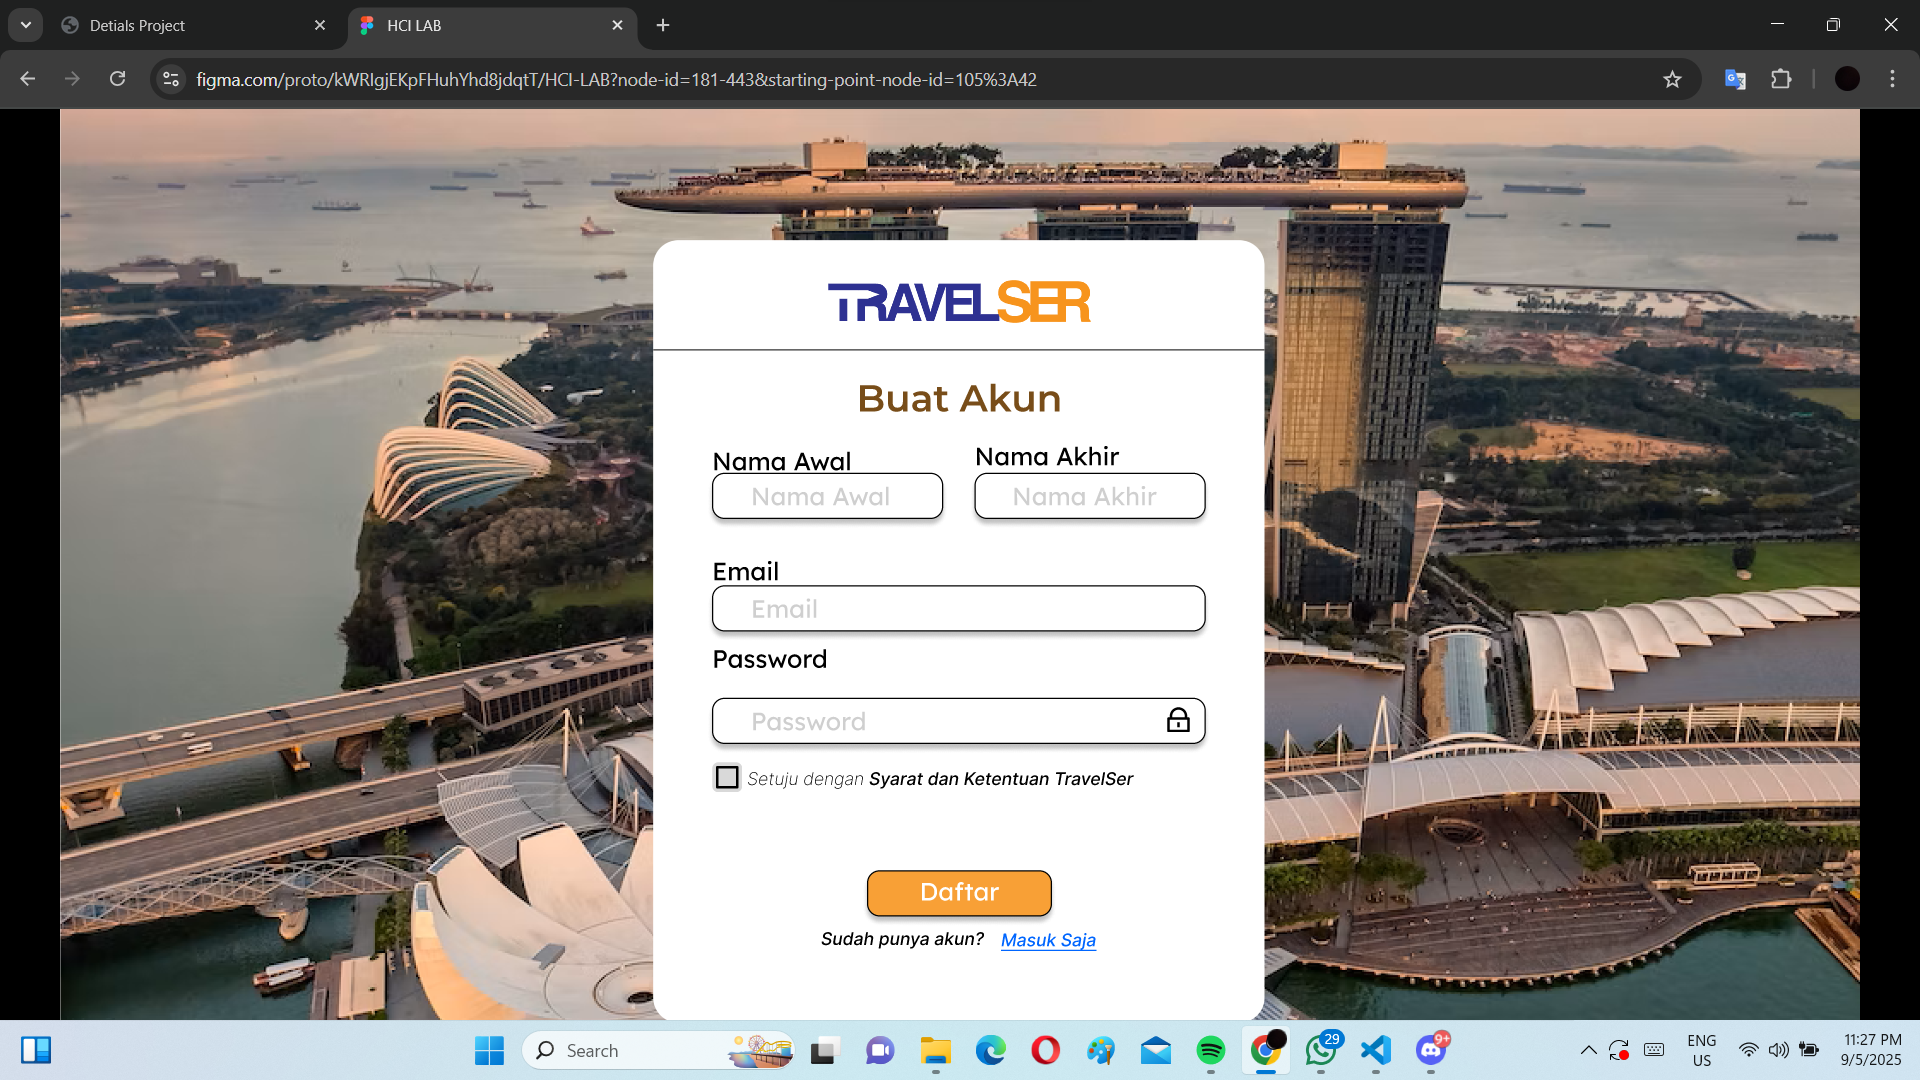 Detials Project
HCI LAB
figma.com/proto/kWRIgjEKpFHuhYhd8jdqtT/HCI-LAB?node-id=181-443&starting-point-node-id=105%3A42
TRAVELSER
Buat Akun
Nama Awal
Nama Akhir
Nama Awal
Nama Akhir
Email
Email
Password
Password
Setuju dengan Syarat dan Ketentuan TravelSer
Daftar
Sudah punya akun? Masuk Saja
Search
29
9+
ENG
US
11:27 PM
9/5/2025